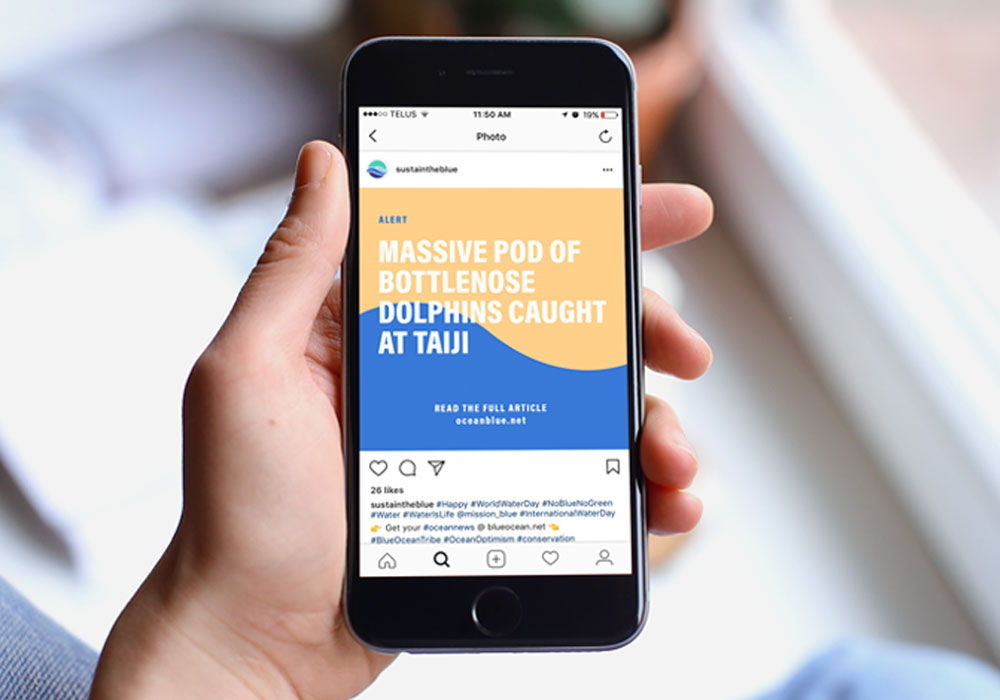 TELUS 11:50 AM 19%
Photo
sustaintheblue
ALERT
MASSIVE POD OF
BOTTLENOSE
DOLPHINS CAUGHT
AT TAIJI
READ THE FULL ARTICLE
oceanblue.net
26 likes
sustaintheblue #Happy #WorldWaterDay #NoBlueNoGreen
#Water #WaterIsLife @mission_blue #InternationalWaterDay
👉 Get your #oceannews @ blueocean.net 👈
#BlueOceanTribe #OceanOptimism #conservation